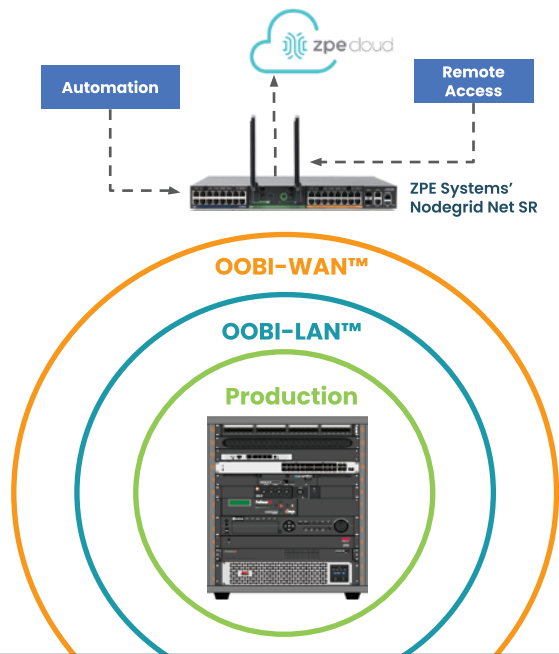 zpe cloud
Automation
Remote
Access
ZPE Systems’
Nodegrid Net SR
OOBI-WAN™
OOBI-LAN™
Production